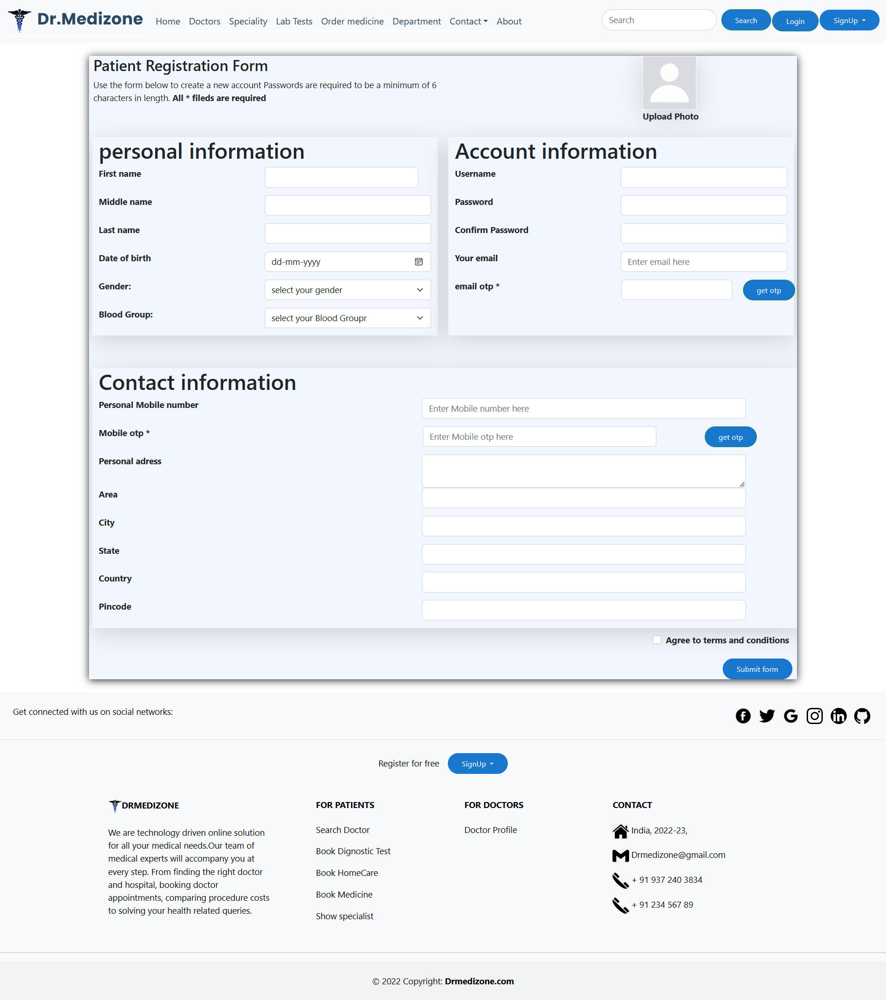 Dr.Medizone Home Doctors Speciality Lab Tests Order medicine Department Contact About Search Search Login SignUp
Patient Registration Form
Use the form below to create a new account Passwords are required to be a minimum of 6
characters in length. All * fileds are required
Upload Photo
personal information
First name
Middle name
Last name
Date of birth dd-mm-yyyy
Gender: select your gender
Blood Group: select your Blood Groupr
Account information
Username
Password
Confirm Password
Your email Enter email here
email otp * get otp
Contact information
Personal Mobile number Enter Mobile number here
Mobile otp * Enter Mobile otp here get otp
Personal adress
Area
City
State
Country
Pincode
Agree to terms and conditions
Submit form
Get connected with us on social networks:
Register for free SignUp
DRMEDIZONE
We are technology driven online solution
for all your medical needs.Our team of
medical experts will accompany you at
every step. From finding the right doctor
and hospital, booking doctor
appointments, comparing procedure costs
to solving your health related queries.
FOR PATIENTS
Search Doctor
Book Dignostic Test
Book HomeCare
Book Medicine
Show specialist
FOR DOCTORS
Doctor Profile
CONTACT
India, 2022-23,
Drmedizone@gmail.com
+ 91 937 240 3834
+ 91 234 567 89
© 2022 Copyright: Drmedizone.com